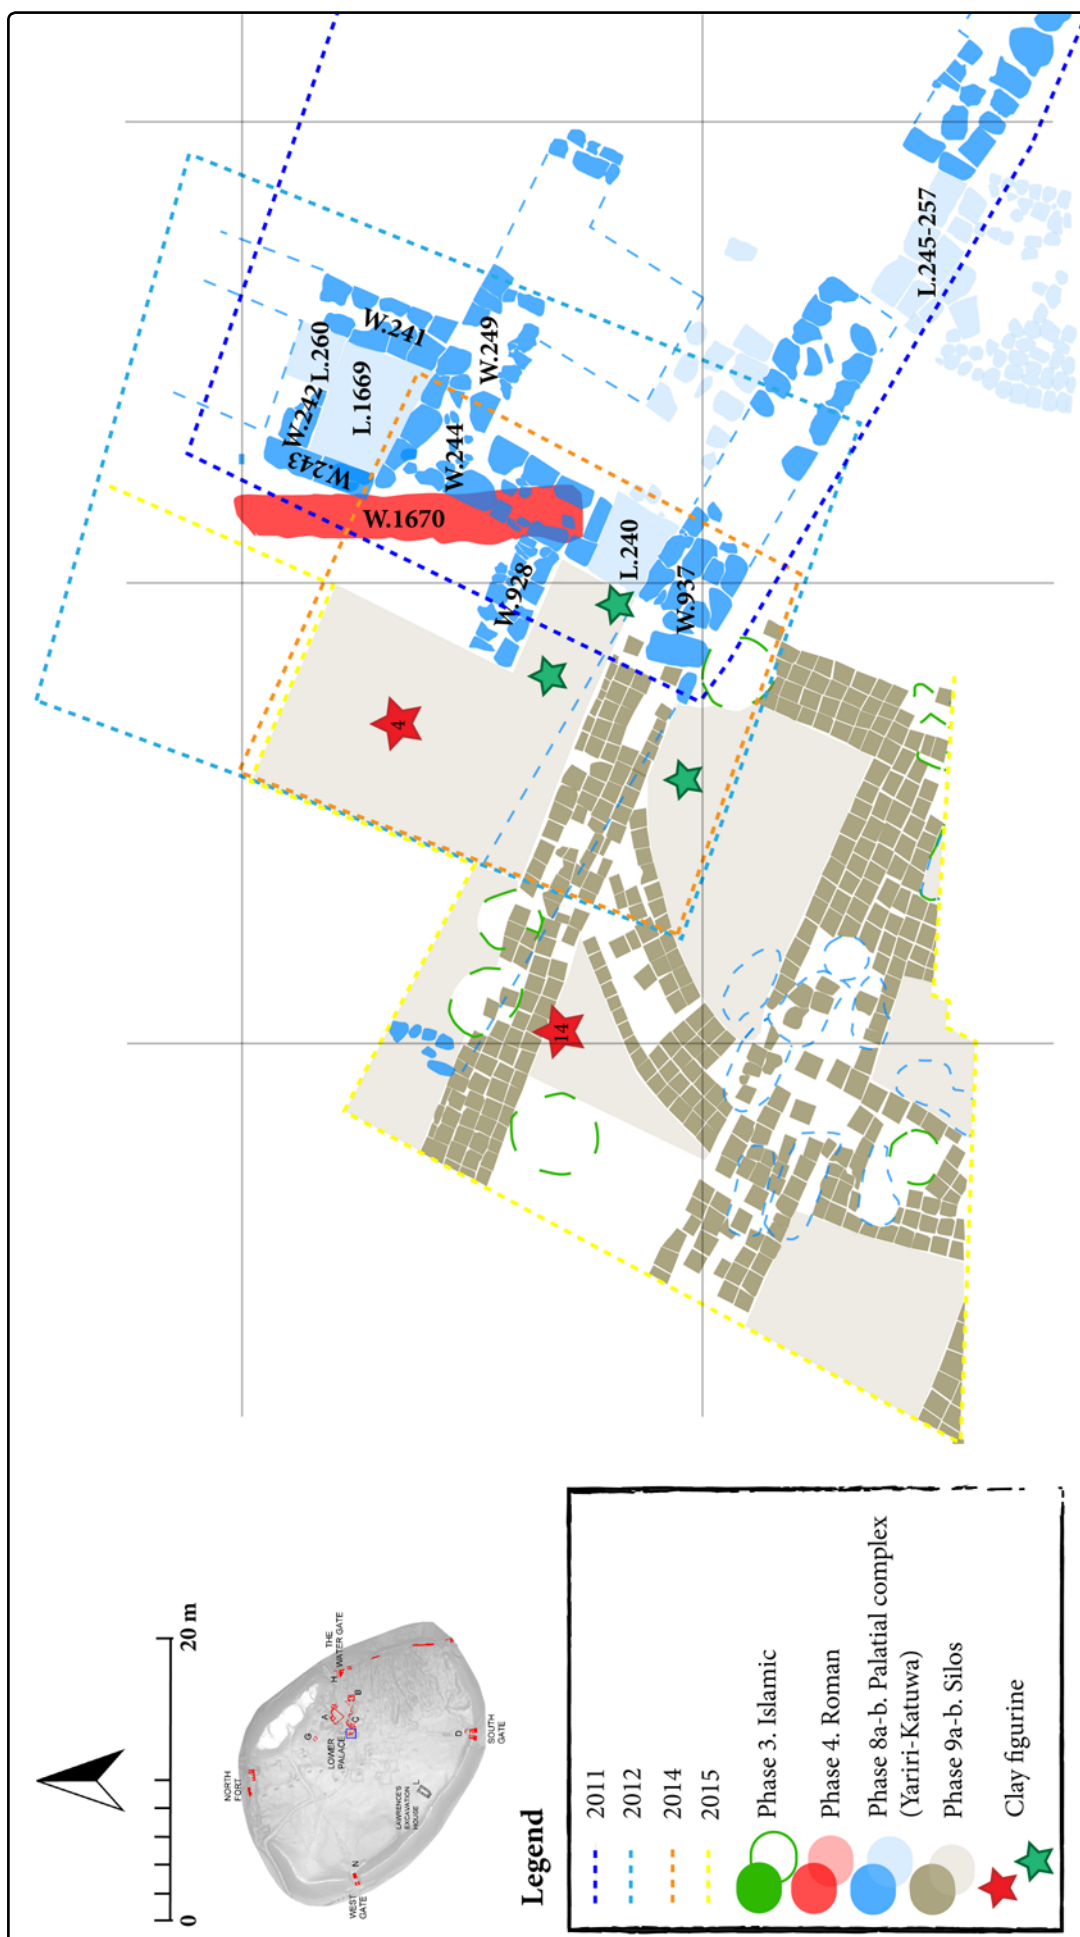 L.245-257
W.241
L.260
W.249
W.242
L.1669
W.243
W.244
W.1670
L.240
W.928
W.937
4
14
20 m
0
NORTH
FORT
THE
WATER GATE
H
B
A
C
G
LOWER
PALACE
D
SOUTH
GATE
LAWRENCE'S
EXCAVATION
HOUSE
L
N
WEST
GATE
Legend
2011
2012
2014
2015
Phase 3. Islamic
Phase 4. Roman
Phase 8a-b. Palatial complex
(Yariri-Katuwa)
Phase 9a-b. Silos
Clay figurine